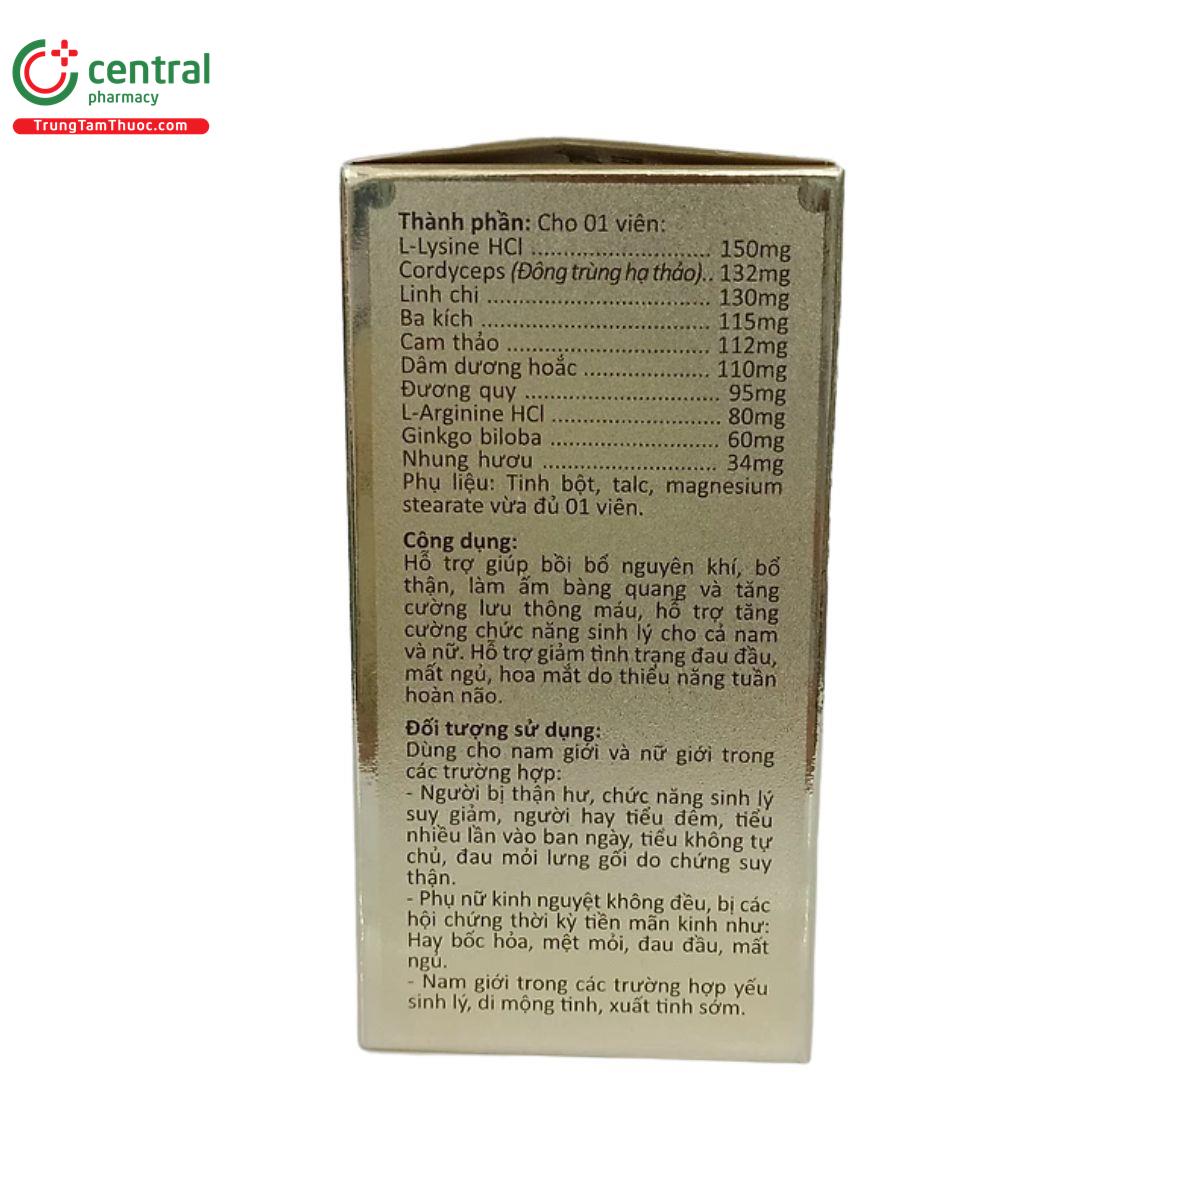 central
pharmacy
TrungTamThuoc.com
Thành phần: Cho 01 viên:
L-Lysine HCl .............................. 150mg
Cordyceps (Đông trùng hạ thảo).. 132mg
Linh chi ..................................... 130mg
Ba kích ...................................... 115mg
Cam thảo ................................. 112mg
Dâm dương hoắc .................... 110mg
Đương quy ................................ 95mg
L-Arginine HCl ........................... 80mg
Ginkgo biloba ........................... 60mg
Nhung hươu ............................ 34mg
Phụ liệu: Tinh bột, talc, magnesium
stearate vừa đủ 01 viên.
Công dụng:
Hỗ trợ giúp bồi bổ nguyên khí, bổ
thận, làm ấm bàng quang và tăng
cường lưu thông máu, hỗ trợ tăng
cường chức năng sinh lý cho cả nam
và nữ. Hỗ trợ giảm tình trạng đau đầu,
mất ngủ, hoa mắt do thiểu năng tuần
hoàn não.
Đối tượng sử dụng:
Dùng cho nam giới và nữ giới trong
các trường hợp:
- Người bị thận hư, chức năng sinh lý
suy giảm, người hay tiểu đêm, tiểu
nhiều lần vào ban ngày, tiểu không tự
chủ, đau mỏi lưng gối do chứng suy
thận.
- Phụ nữ kinh nguyệt không đều, bị các
hội chứng thời kỳ tiền mãn kinh như:
Hay bốc hỏa, mệt mỏi, đau đầu, mất
ngủ.
- Nam giới trong các trường hợp yếu
sinh lý, di mộng tinh, xuất tinh sớm.